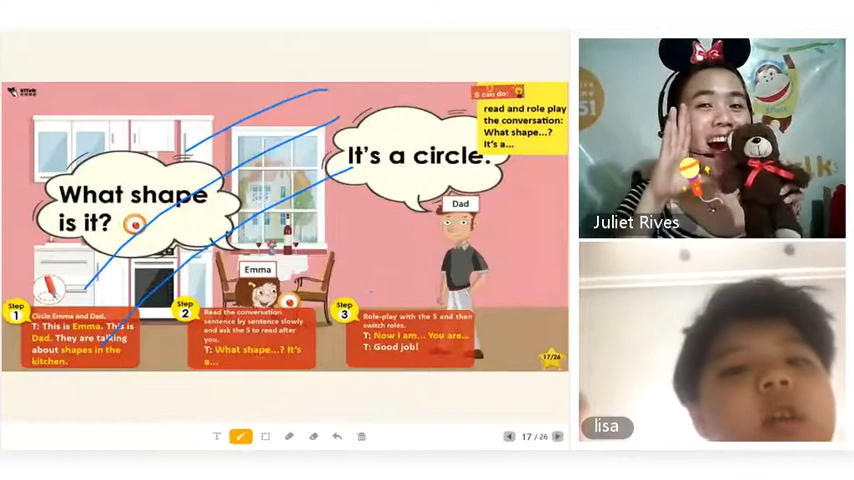 S can do:
read and role play
the conversation:
What shape...?
It's a...
What shape
is it?
It's a circle.
Dad
Emma
Step
1
Circle Emma and Dad.
T: This is Emma. This is
Dad. They are talking
about shapes in the
kitchen.
Step
2
Read the conversation
sentence by sentence slowly
and ask the S to read after
you.
T: What shape...? It's
a...
Step
3
Role-play with the S and then
switch roles.
T: Now I am... You are...
T: Good job!
17/26
T
17 / 26
51
Juliet Rives
lisa